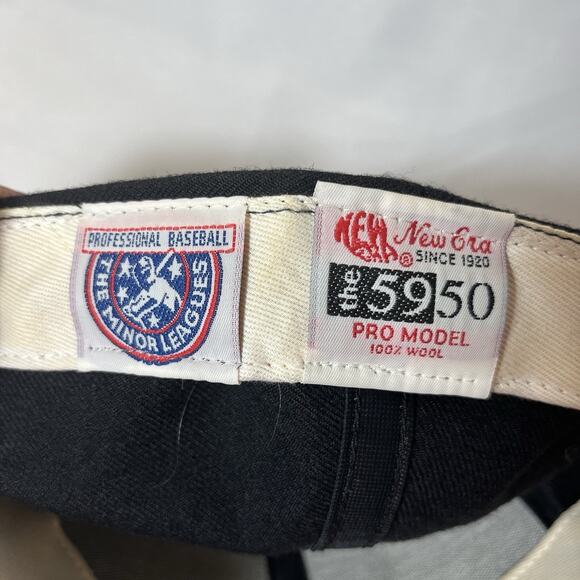 PROFESSIONAL BASEBALL
THE MINOR LEAGUES
NEW ERA
New Era
®
SINCE 1920
the 5950
PRO MODEL
100% WOOL